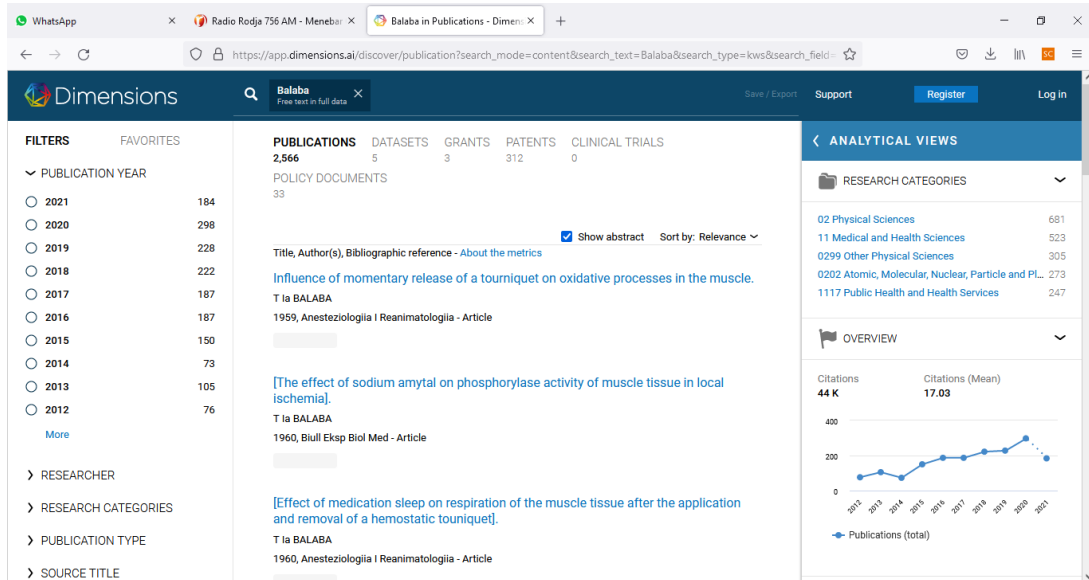 WhatsApp
Radio Rodja 756 AM - Meneba
Balaba in Publications - Dimens
https://app.dimensions.ai/discover/publication?search_mode=content&search_text=Balaba&search_type=kws&search_field=
SC
Dimensions
Balaba
Free text in full data
Save / Export
Support
Register
Log in
FILTERS
FAVORITES
PUBLICATION YEAR
2021 184
2020 298
2019 228
2018 222
2017 187
2016 187
2015 150
2014 73
2013 105
2012 76
More
RESEARCHER
RESEARCH CATEGORIES
PUBLICATION TYPE
SOURCE TITLE
PUBLICATIONS DATASETS GRANTS PATENTS CLINICAL TRIALS
2,566 5 3 312 0
POLICY DOCUMENTS
33
Show abstract Sort by: Relevance
Title, Author(s), Bibliographic reference - About the metrics
Influence of momentary release of a tourniquet on oxidative processes in the muscle.
T Ia BALABA
1959, Anesteziologiia I Reanimatologiia - Article
[The effect of sodium amytal on phosphorylase activity of muscle tissue in local
ischemia].
T Ia BALABA
1960, Biull Eksp Biol Med - Article
[Effect of medication sleep on respiration of the muscle tissue after the application
and removal of a hemostatic touniquet].
T Ia BALABA
1960, Anesteziologiia I Reanimatologiia - Article
ANALYTICAL VIEWS
RESEARCH CATEGORIES
02 Physical Sciences 681
11 Medical and Health Sciences 523
0299 Other Physical Sciences 305
0202 Atomic, Molecular, Nuclear, Particle and Pl... 273
1117 Public Health and Health Services 247
OVERVIEW
Citations Citations (Mean)
44 K 17.03
400
200
0
2012 2013 2014 2015 2016 2017 2018 2019 2020 2021
Publications (total)